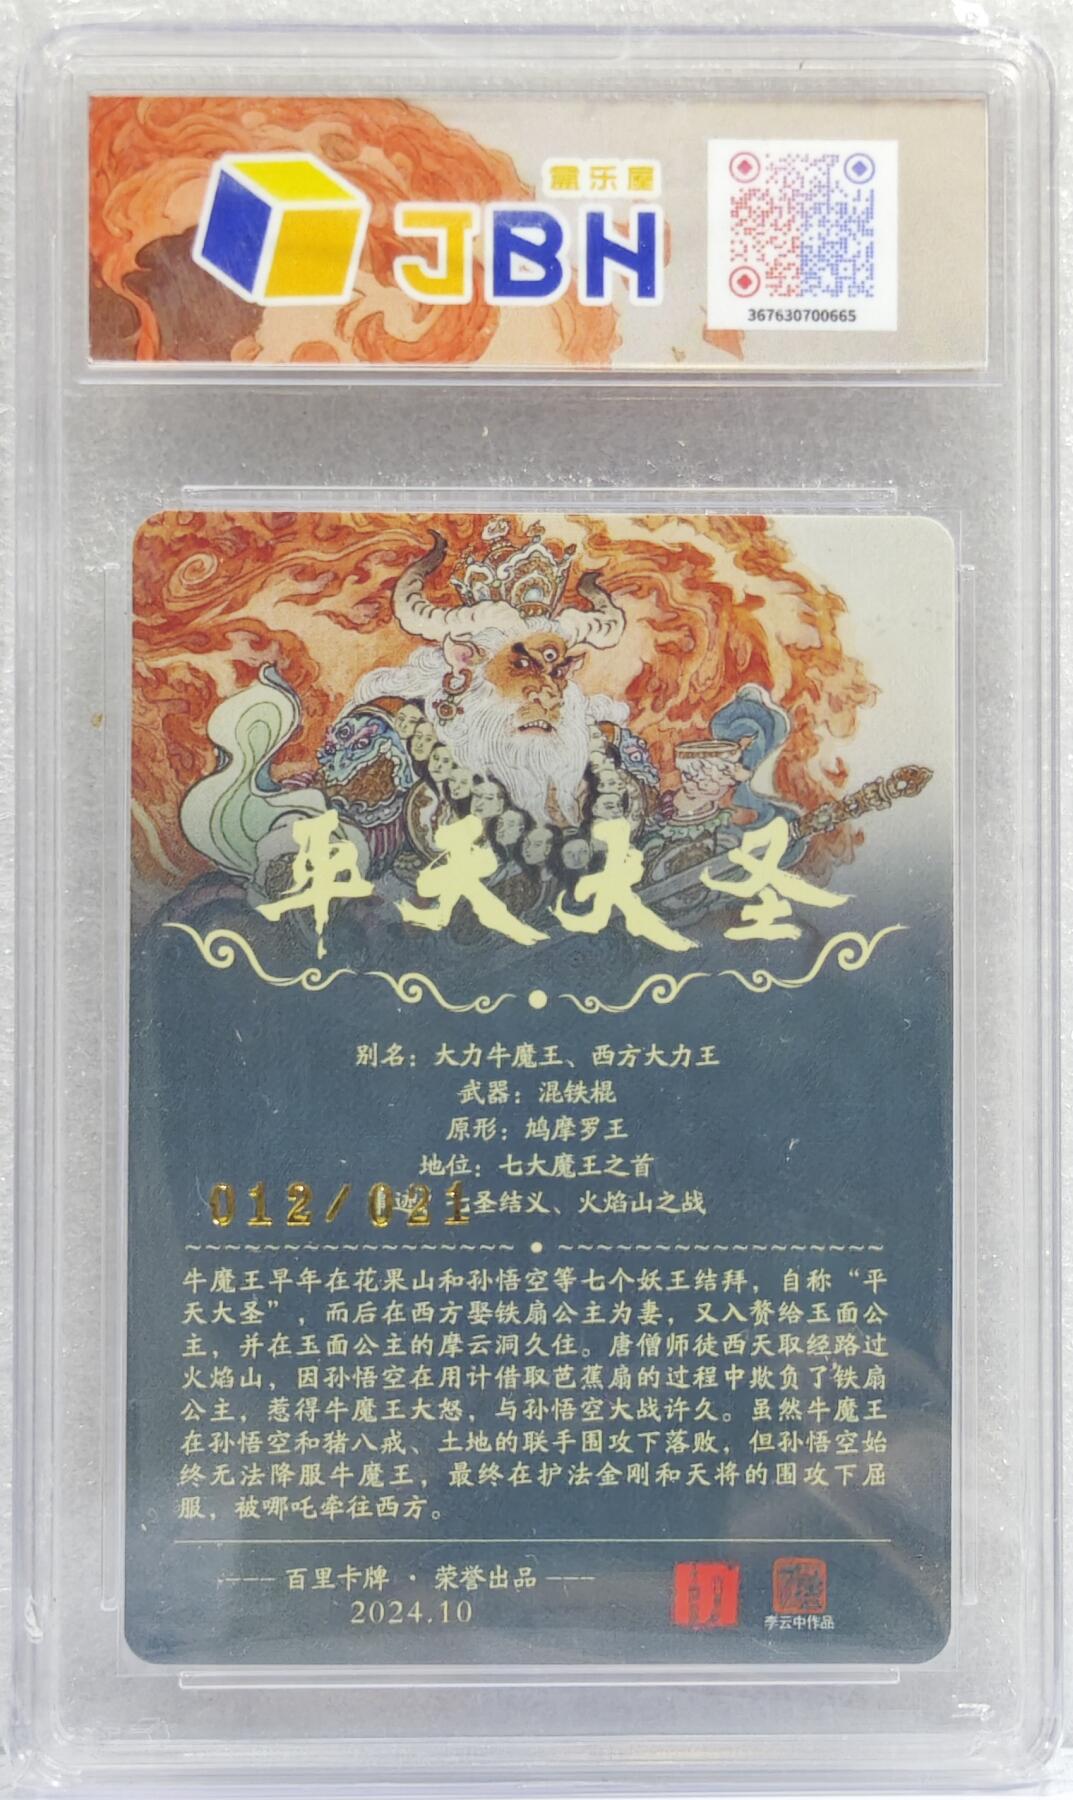 盒乐屋
JBH
367630700665
平天大圣
别名：大力牛魔王、西方大力王
武器：混铁棍
原形：鸠摩罗王
地位：七大魔王之首
012/021
事迹：七圣结义、火焰山之战
牛魔王早年在花果山和孙悟空等七个妖王结拜，自称“平
天大圣”，而后在西方娶铁扇公主为妻，又入赘给玉面公
主，并在玉面公主的摩云洞久住。唐僧师徒西天取经路过
火焰山，因孙悟空在用计借取芭蕉扇的过程中欺负了铁扇
公主，惹得牛魔王大怒，与孙悟空大战许久。虽然牛魔王
在孙悟空和猪八戒、土地的联手围攻下落败，但孙悟空始
终无法降服牛魔王，最终在护法金刚和天将的围攻下屈
服，被哪吒牵往西方。
百里卡牌 · 荣誉出品
2024.10
李云中作品